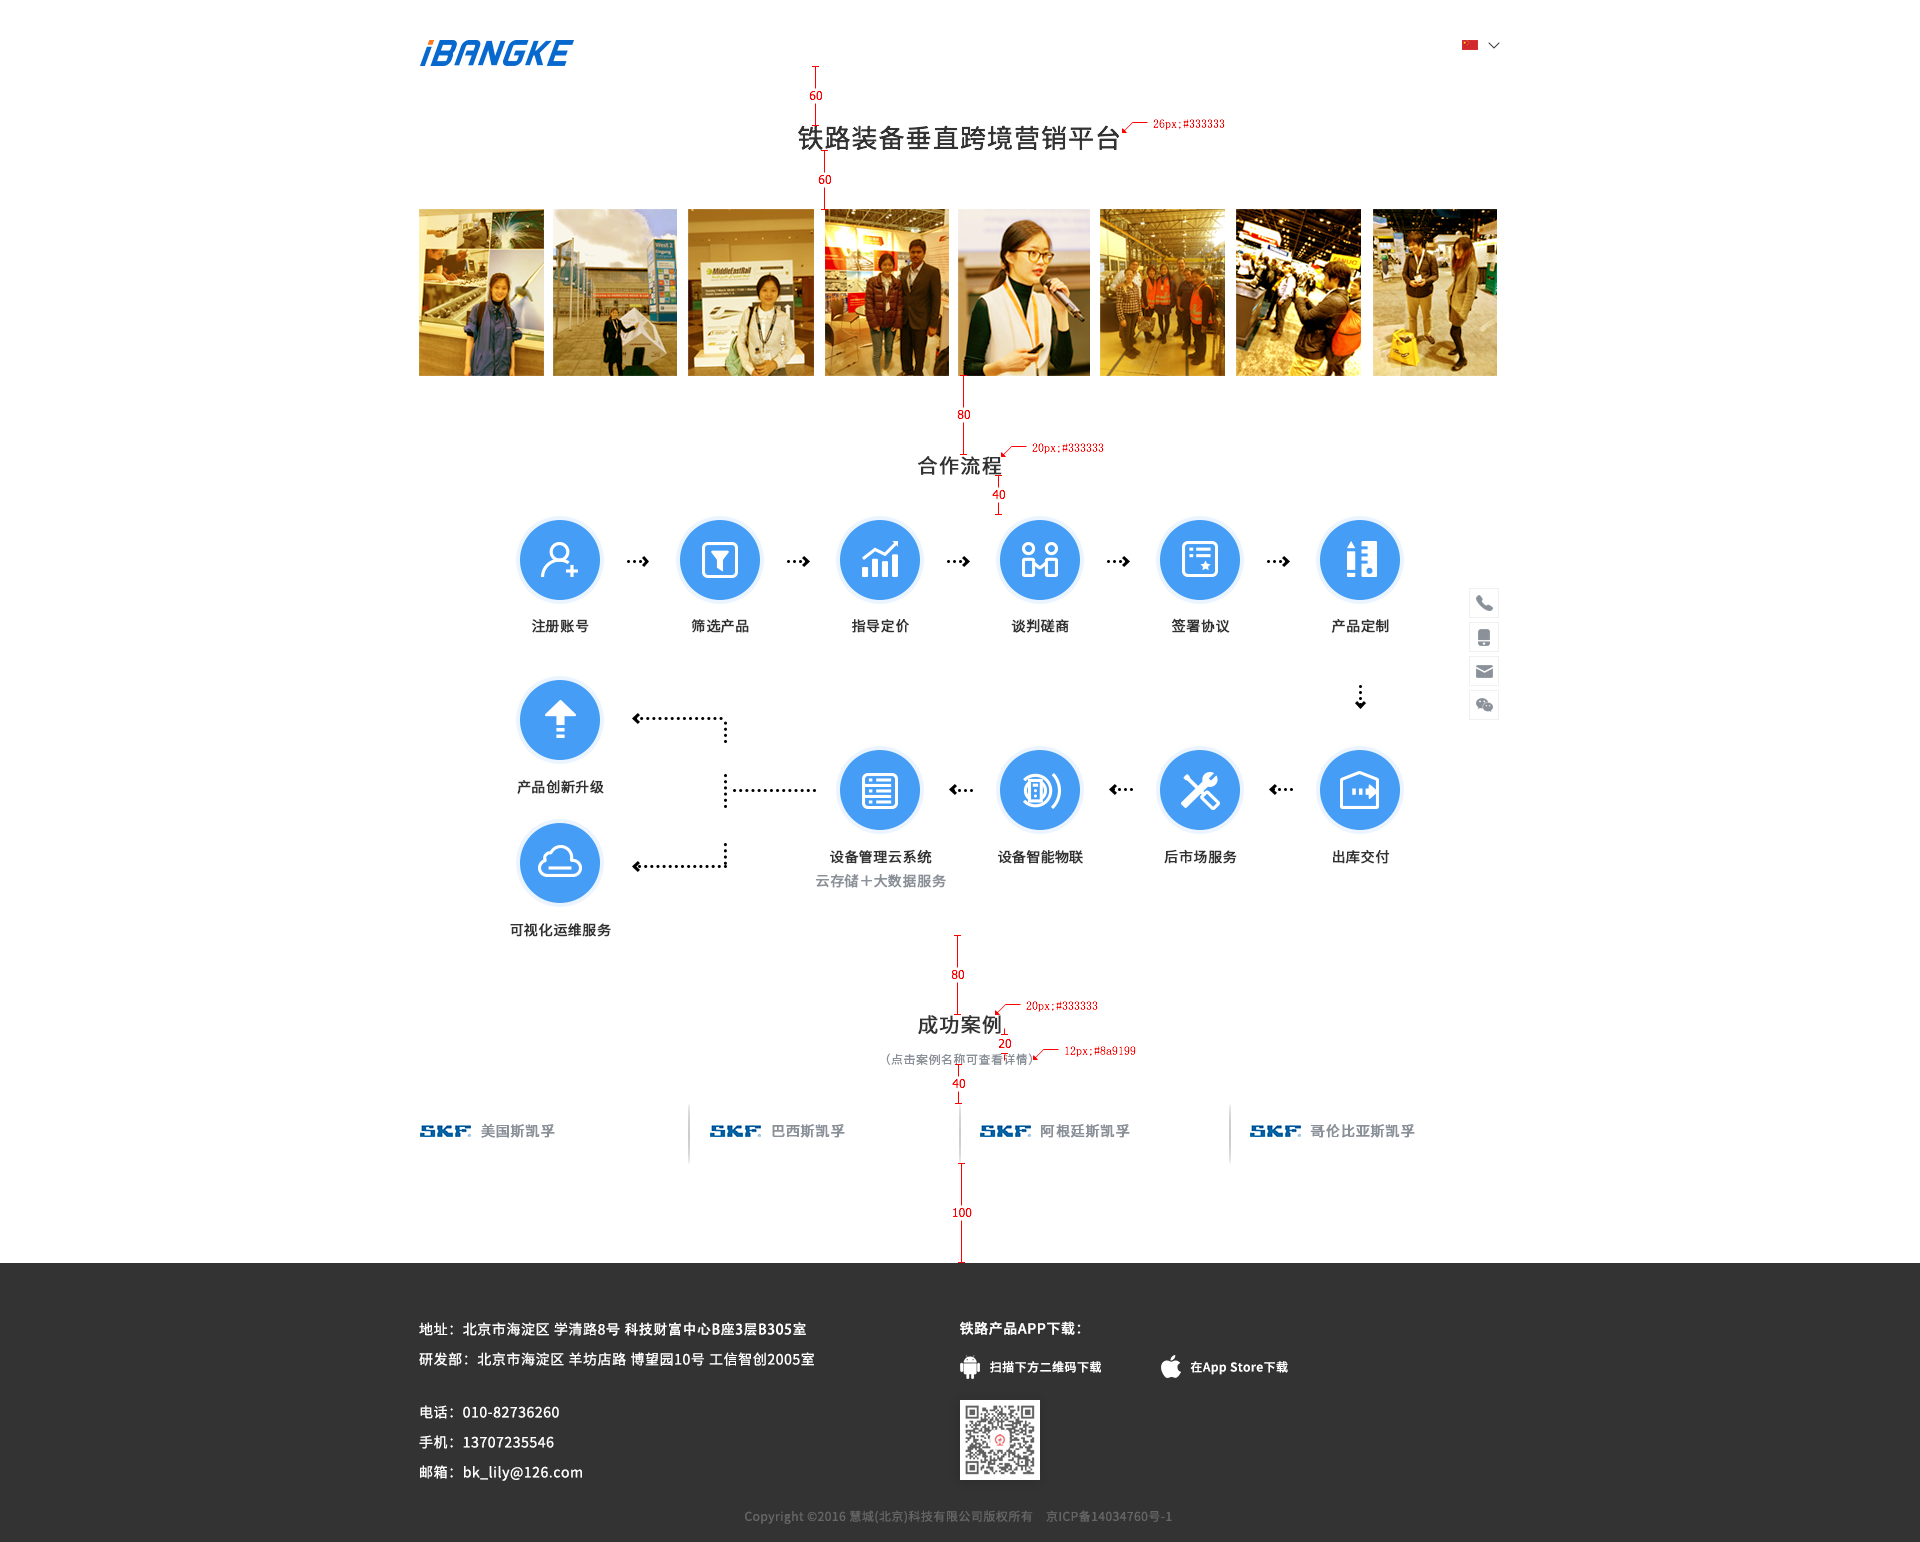 iBANGKE
60
铁路装备垂直跨境营销平台
26px;#333333
60
West 2
Eingang
MiddleEastRail
80
合作流程
20px;#333333
40
注册账号
筛选产品
指导定价
谈判磋商
签署协议
产品定制
产品创新升级
设备管理云系统
云存储＋大数据服务
设备智能物联
后市场服务
出库交付
可视化运维服务
80
成功案例
20px;#333333
20
（点击案例名称可查看详情）
12px;#8a9199
40
SKF 美国斯凯孚
SKF 巴西斯凯孚
SKF 阿根廷斯凯孚
SKF 哥伦比亚斯凯孚
100
地址：北京市海淀区 学清路8号 科技财富中心B座3层B305室
研发部：北京市海淀区 羊坊店路 博望园10号 工信智创2005室
电话：010-82736260
手机：13707235546
邮箱：bk_lily@126.com
铁路产品APP下载：
扫描下方二维码下载
在App Store下载
Copyright ©2016 慧城(北京)科技有限公司版权所有 京ICP备14034760号-1